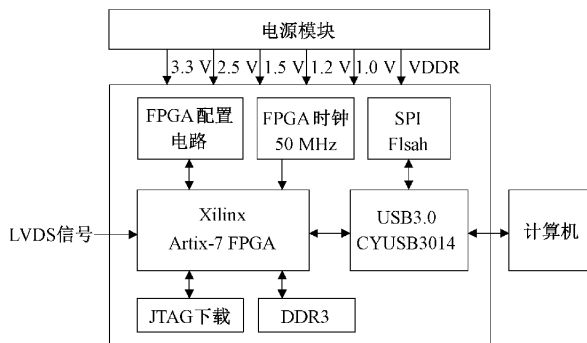 电源模块
3.3 V 2.5 V 1.5 V 1.2 V 1.0 V VDDR
FPGA配置
电路
FPGA时钟
50 MHz
SPI
Flsah
LVDS信号
Xilinx
Artix-7 FPGA
USB3.0
CYUSB3014
计算机
JTAG下载
DDR3